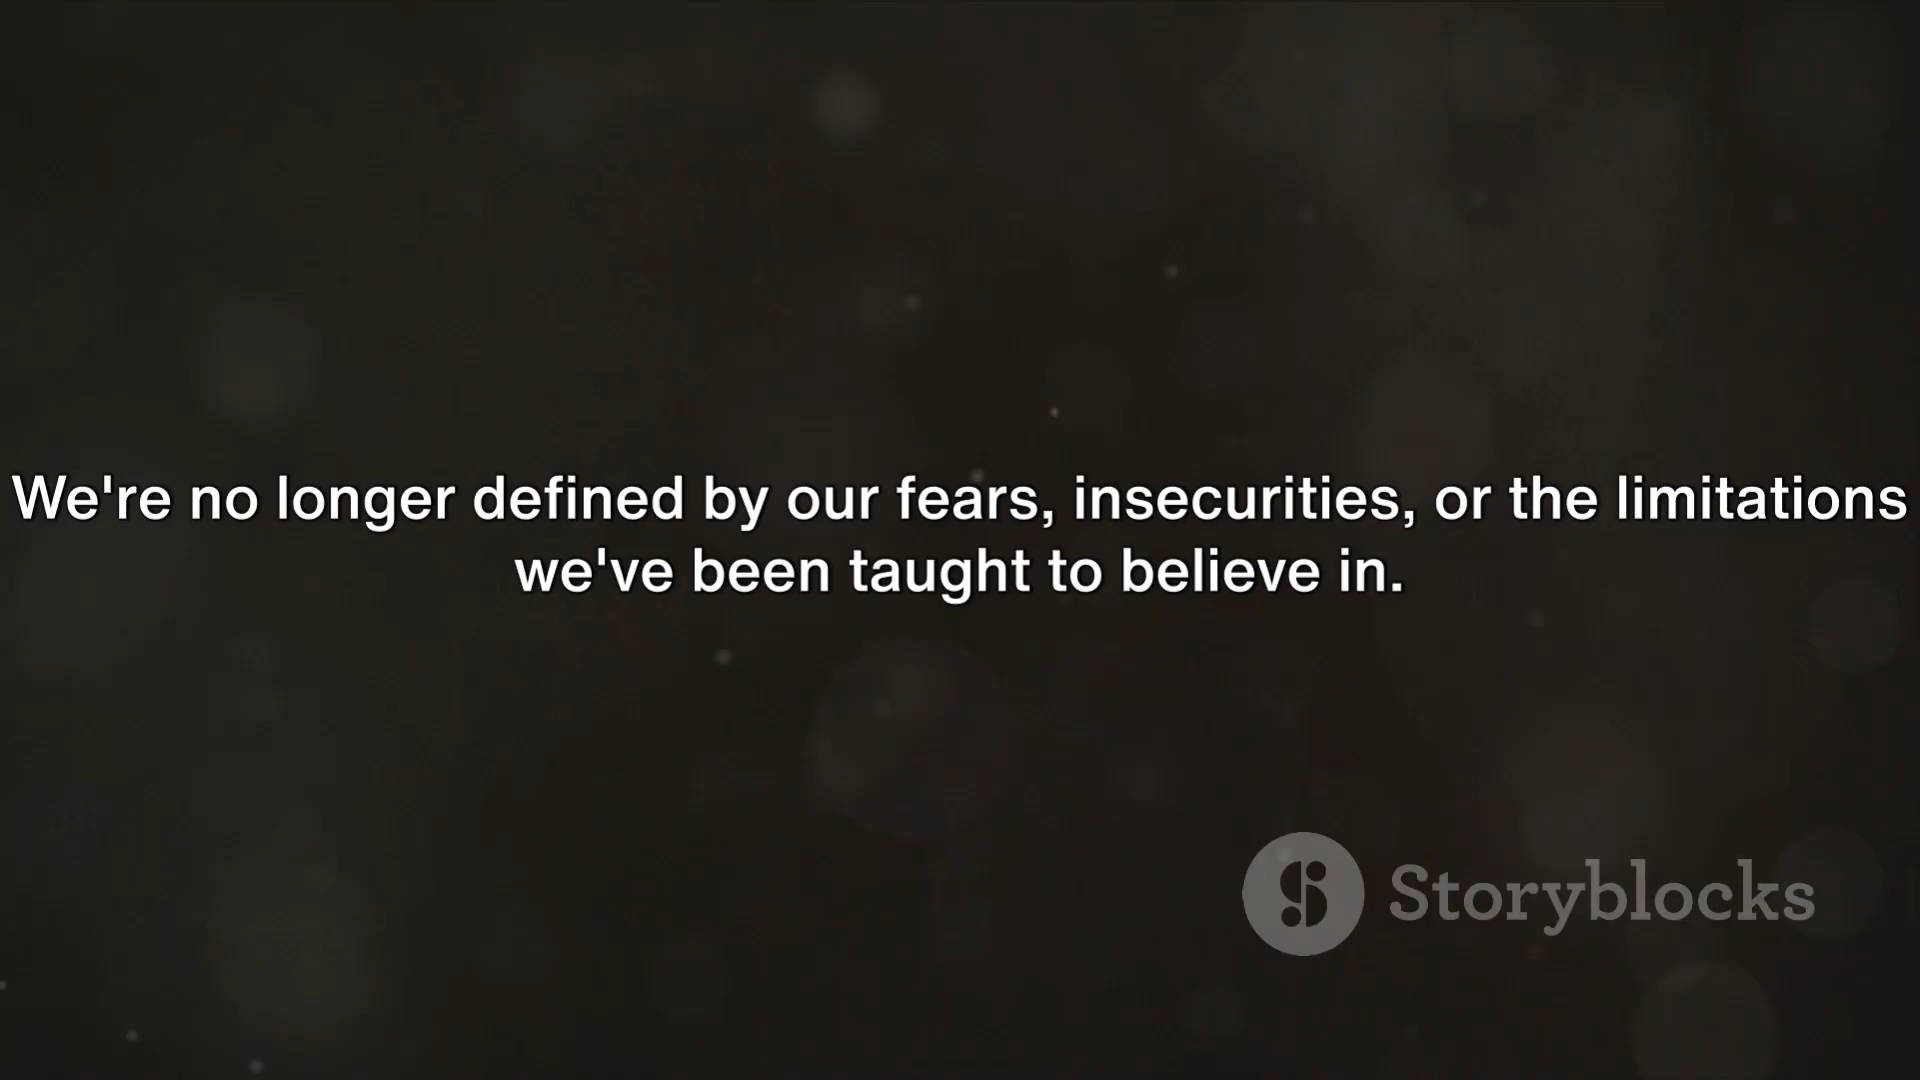 We're no longer defined by our fears, insecurities, or the limitations
we've been taught to believe in.
Storyblocks